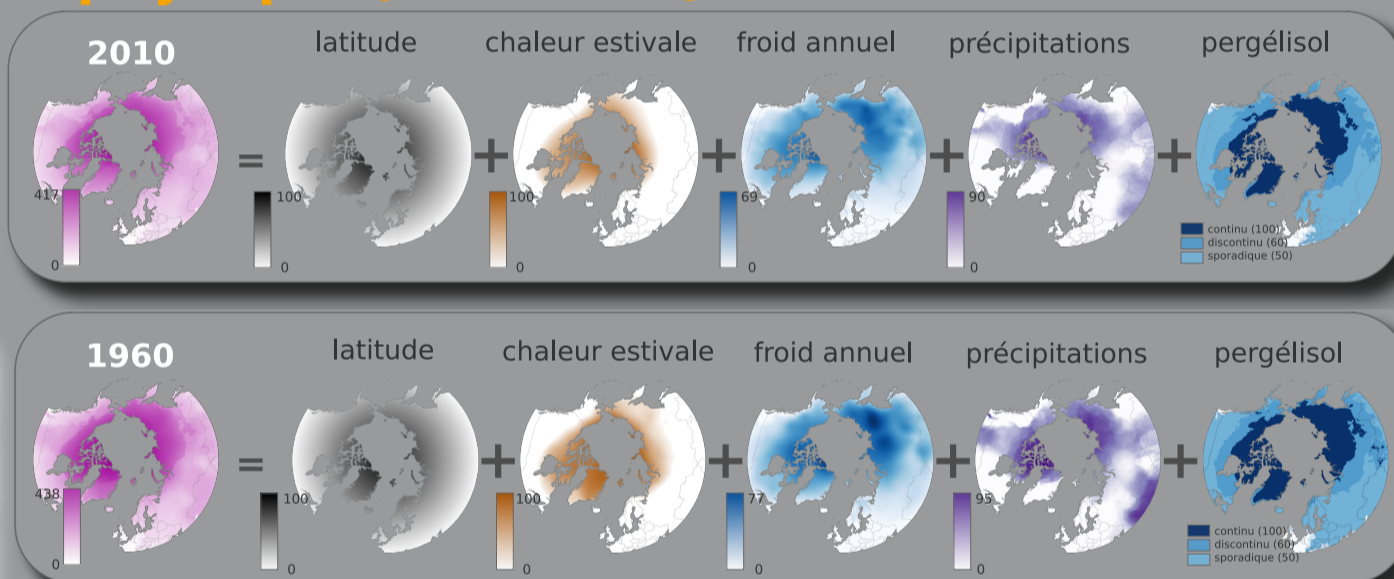 2010
latitude
chaleur estivale
froid annuel
précipitations
pergélisol
=
+
+
+
+
417
0
100
0
100
0
69
0
90
0
continu (100)
discontinu (60)
sporadique (50)
1960
latitude
chaleur estivale
froid annuel
précipitations
pergélisol
=
+
+
+
+
438
0
100
0
100
0
77
0
95
0
continu (100)
discontinu (60)
sporadique (50)